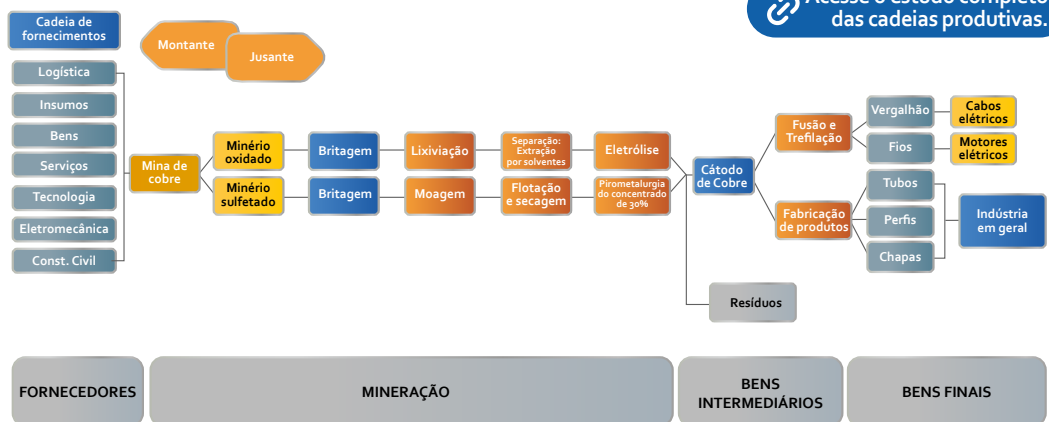 Cadeia de
fornecimentos
Montante
Jusante
Acesse o estudo completo
das cadeias produtivas.
Logística
Insumos
Bens
Serviços
Tecnologia
Eletromecânica
Const. Civil
Mina de
cobre
Minério
oxidado
Britagem
Lixiviação
Separação:
Extração
por solventes
Eletrólise
Minério
sulfetado
Britagem
Moagem
Flotação
e secagem
Pirometalurgia
do concentrado
de 30%
Cátodo
de Cobre
Resíduos
Fusão e
Trefilação
Vergalhão
Cabos
elétricos
Fios
Motores
elétricos
Fabricação
de produtos
Tubos
Perfis
Chapas
Indústria
em geral
FORNECEDORES
MINERAÇÃO
BENS
INTERMEDIÁRIOS
BENS FINAIS